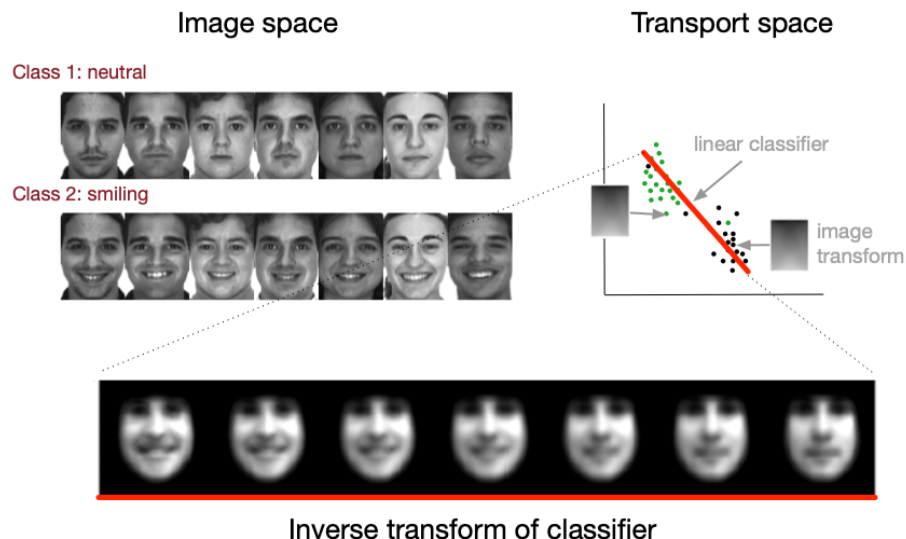 Image space
Transport space
Class 1: neutral
Class 2: smiling
linear classifier
image
transform
Inverse transform of classifier